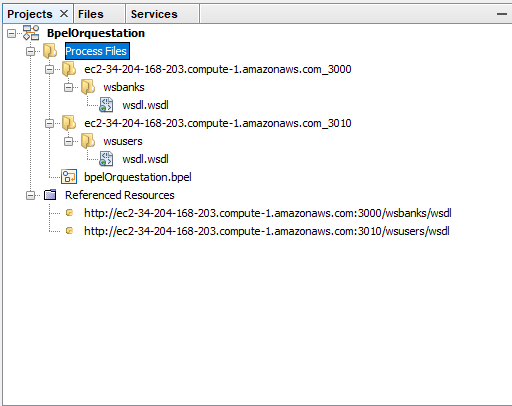 Projects Files Services
BpelOrquestation
Process Files
ec2-34-204-168-203.compute-1.amazonaws.com_3000
wsbanks
wsdl.wsdl
ec2-34-204-168-203.compute-1.amazonaws.com_3010
wsusers
wsdl.wsdl
bpelOrquestation.bpel
Referenced Resources
http://ec2-34-204-168-203.compute-1.amazonaws.com:3000/wsbanks/wsdl
http://ec2-34-204-168-203.compute-1.amazonaws.com:3010/wsusers/wsdl